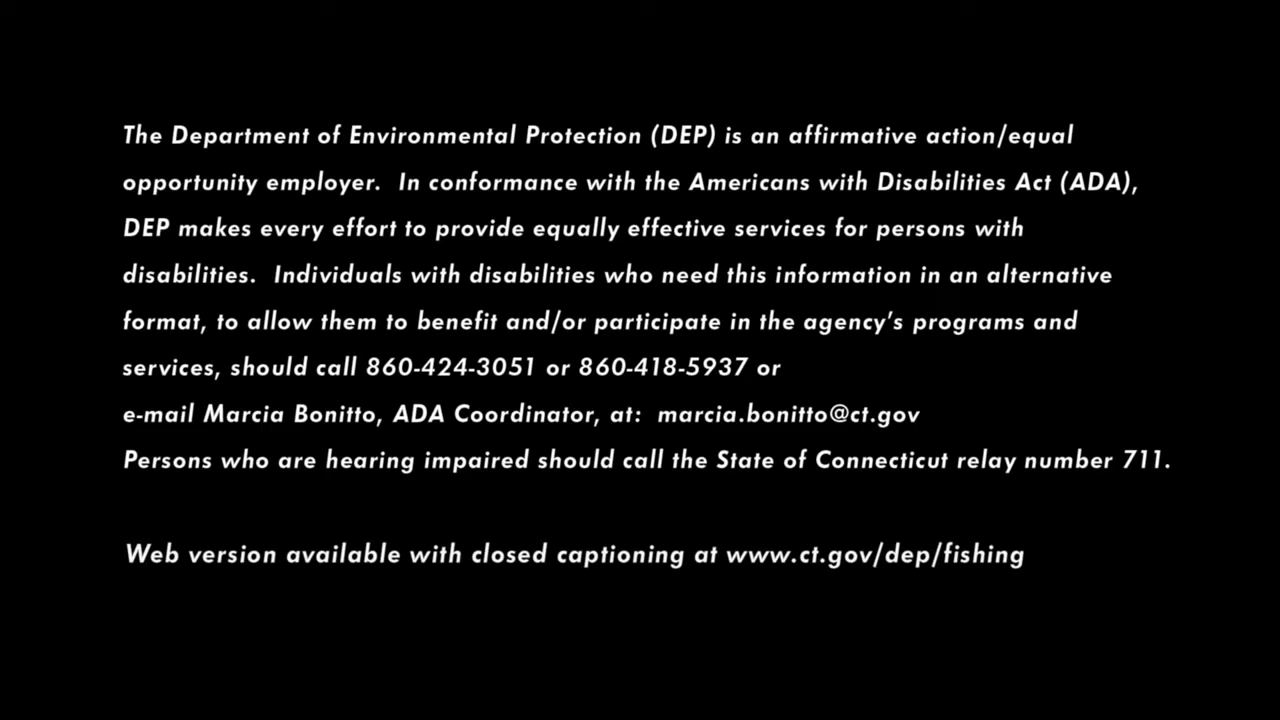 The Department of Environmental Protection (DEP) is an affirmative action/equal
opportunity employer.  In conformance with the Americans with Disabilities Act (ADA),
DEP makes every effort to provide equally effective services for persons with
disabilities.  Individuals with disabilities who need this information in an alternative
format, to allow them to benefit and/or participate in the agency's programs and
services, should call 860-424-3051 or 860-418-5937 or
e-mail Marcia Bonitto, ADA Coordinator, at:  marcia.bonitto@ct.gov
Persons who are hearing impaired should call the State of Connecticut relay number 711.
Web version available with closed captioning at www.ct.gov/dep/fishing